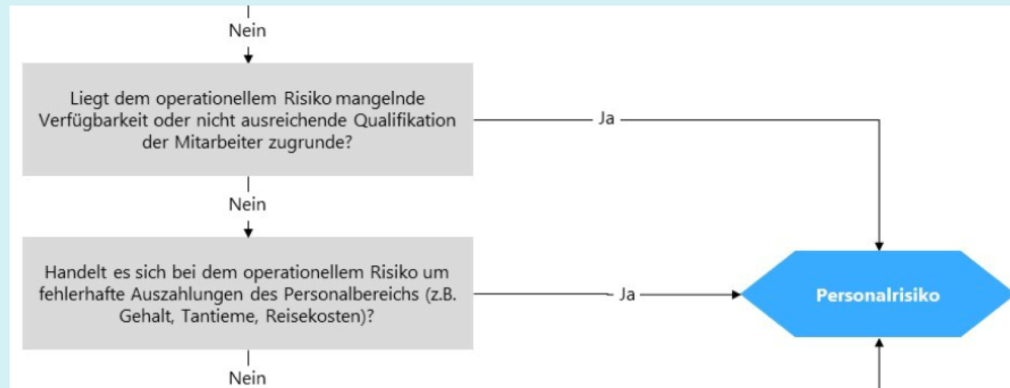 Nein
Liegt dem operationellem Risiko mangelnde
Verfügbarkeit oder nicht ausreichende Qualifikation
der Mitarbeiter zugrunde?
Ja
Nein
Handelt es sich bei dem operationellem Risiko um
fehlerhafte Auszahlungen des Personalbereichs (z.B.
Gehalt, Tantieme, Reisekosten)?
Ja
Personalrisiko
Nein